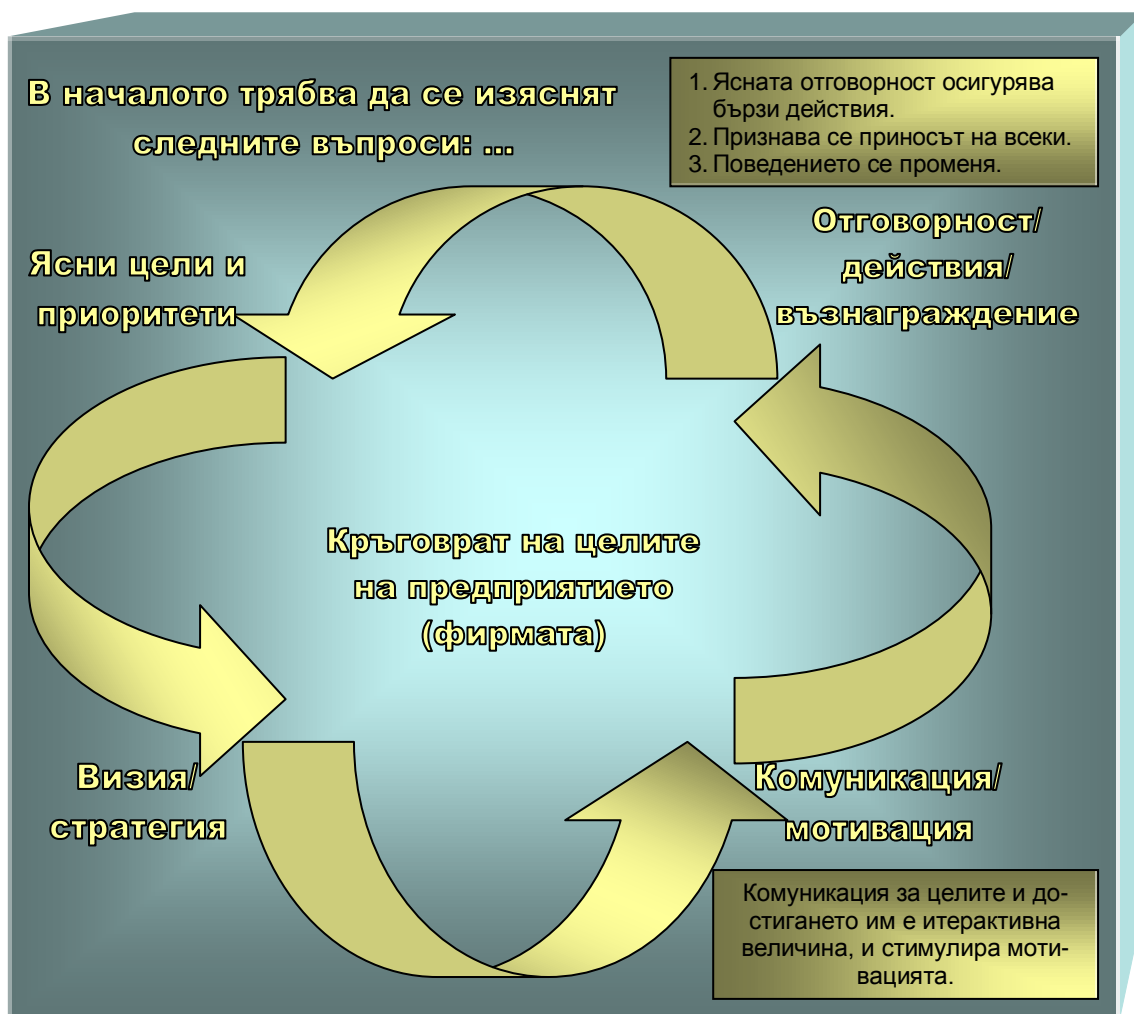 В началото трябва да се изяснят
следните въпроси: ...
1. Ясната отговорност осигурява
бързи действия.
2. Признава се приносът на всеки.
3. Поведението се променя.
Отговорност/
действия/
възнаграждение
Ясни цели и
приоритети
Кръговрат на целите
на предприятието
(фирмата)
Визия/
стратегия
Комуникация/
мотивация
Комуникация за целите и до-
стигането им е итерактивна
величина, и стимулира моти-
вацията.